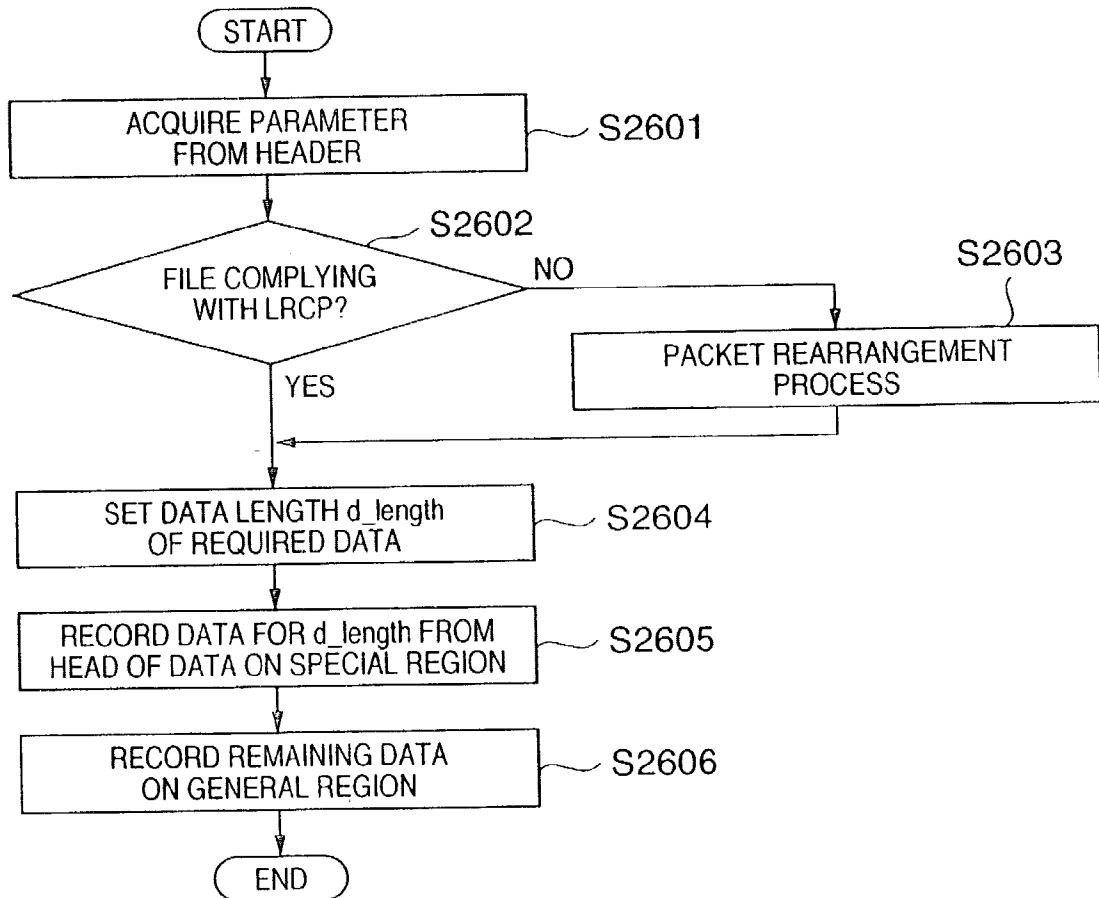 START
ACQUIRE PARAMETER
FROM HEADER
S2601
S2602
FILE COMPLYING
WITH LRCP?
NO
S2603
PACKET REARRANGEMENT
PROCESS
YES
SET DATA LENGTH d_length
OF REQUIRED DATA
S2604
RECORD DATA FOR d_length FROM
HEAD OF DATA ON SPECIAL REGION
S2605
RECORD REMAINING DATA
ON GENERAL REGION
S2606
END